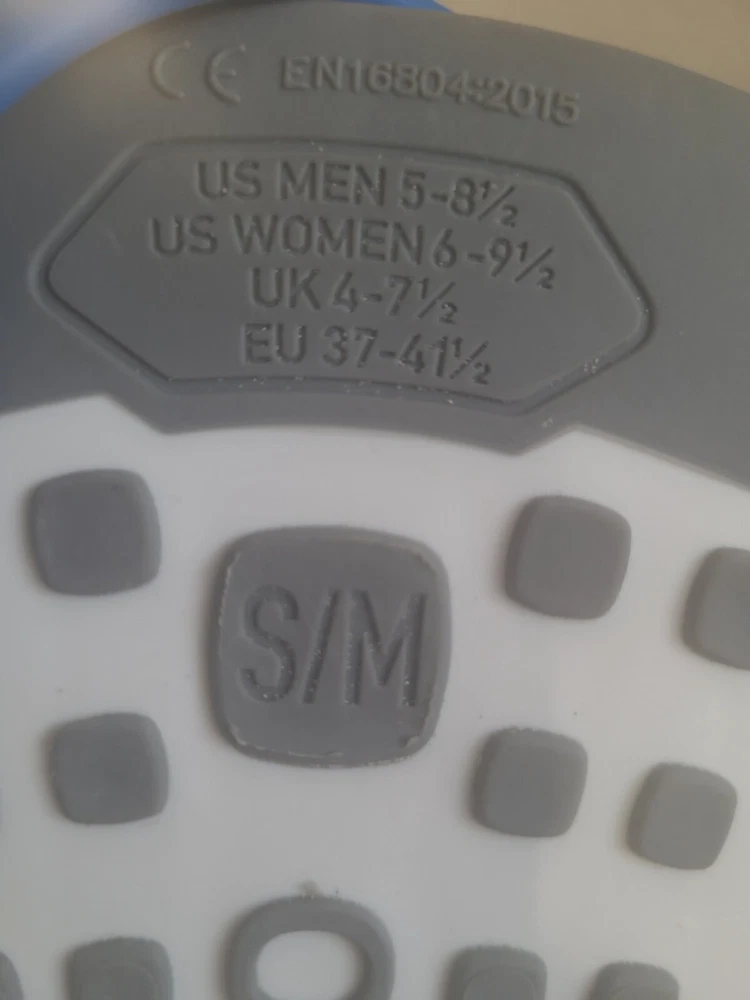 CE EN16804:2015
US MEN 5-8½
US WOMEN 6-9½
UK 4-7½
EU 37-41½
S/M